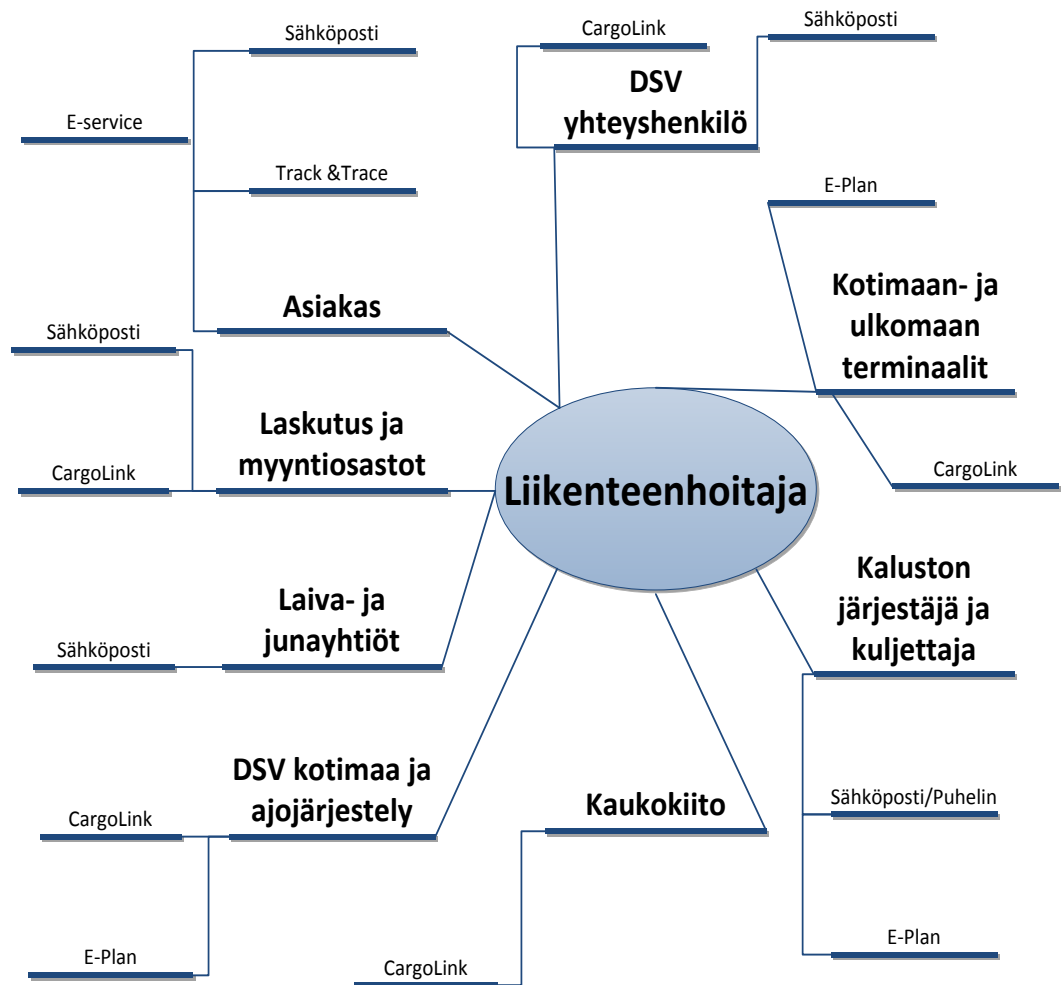 Sähköposti
CargoLink
Sähköposti
DSV
yhteyshenkilö
E-service
Track &Trace
E-Plan
Asiakas
Kotimaan- ja
ulkomaan
terminaalit
Sähköposti
Laskutus ja
myyntiosastot
CargoLink
CargoLink
Liikenteenhoitaja
Kaluston
järjestäjä ja
kuljettaja
Laiva- ja
junayhtiöt
Sähköposti
DSV kotimaa ja
ajojärjestely
CargoLink
Kaukokiito
Sähköposti/Puhelin
E-Plan
E-Plan
CargoLink